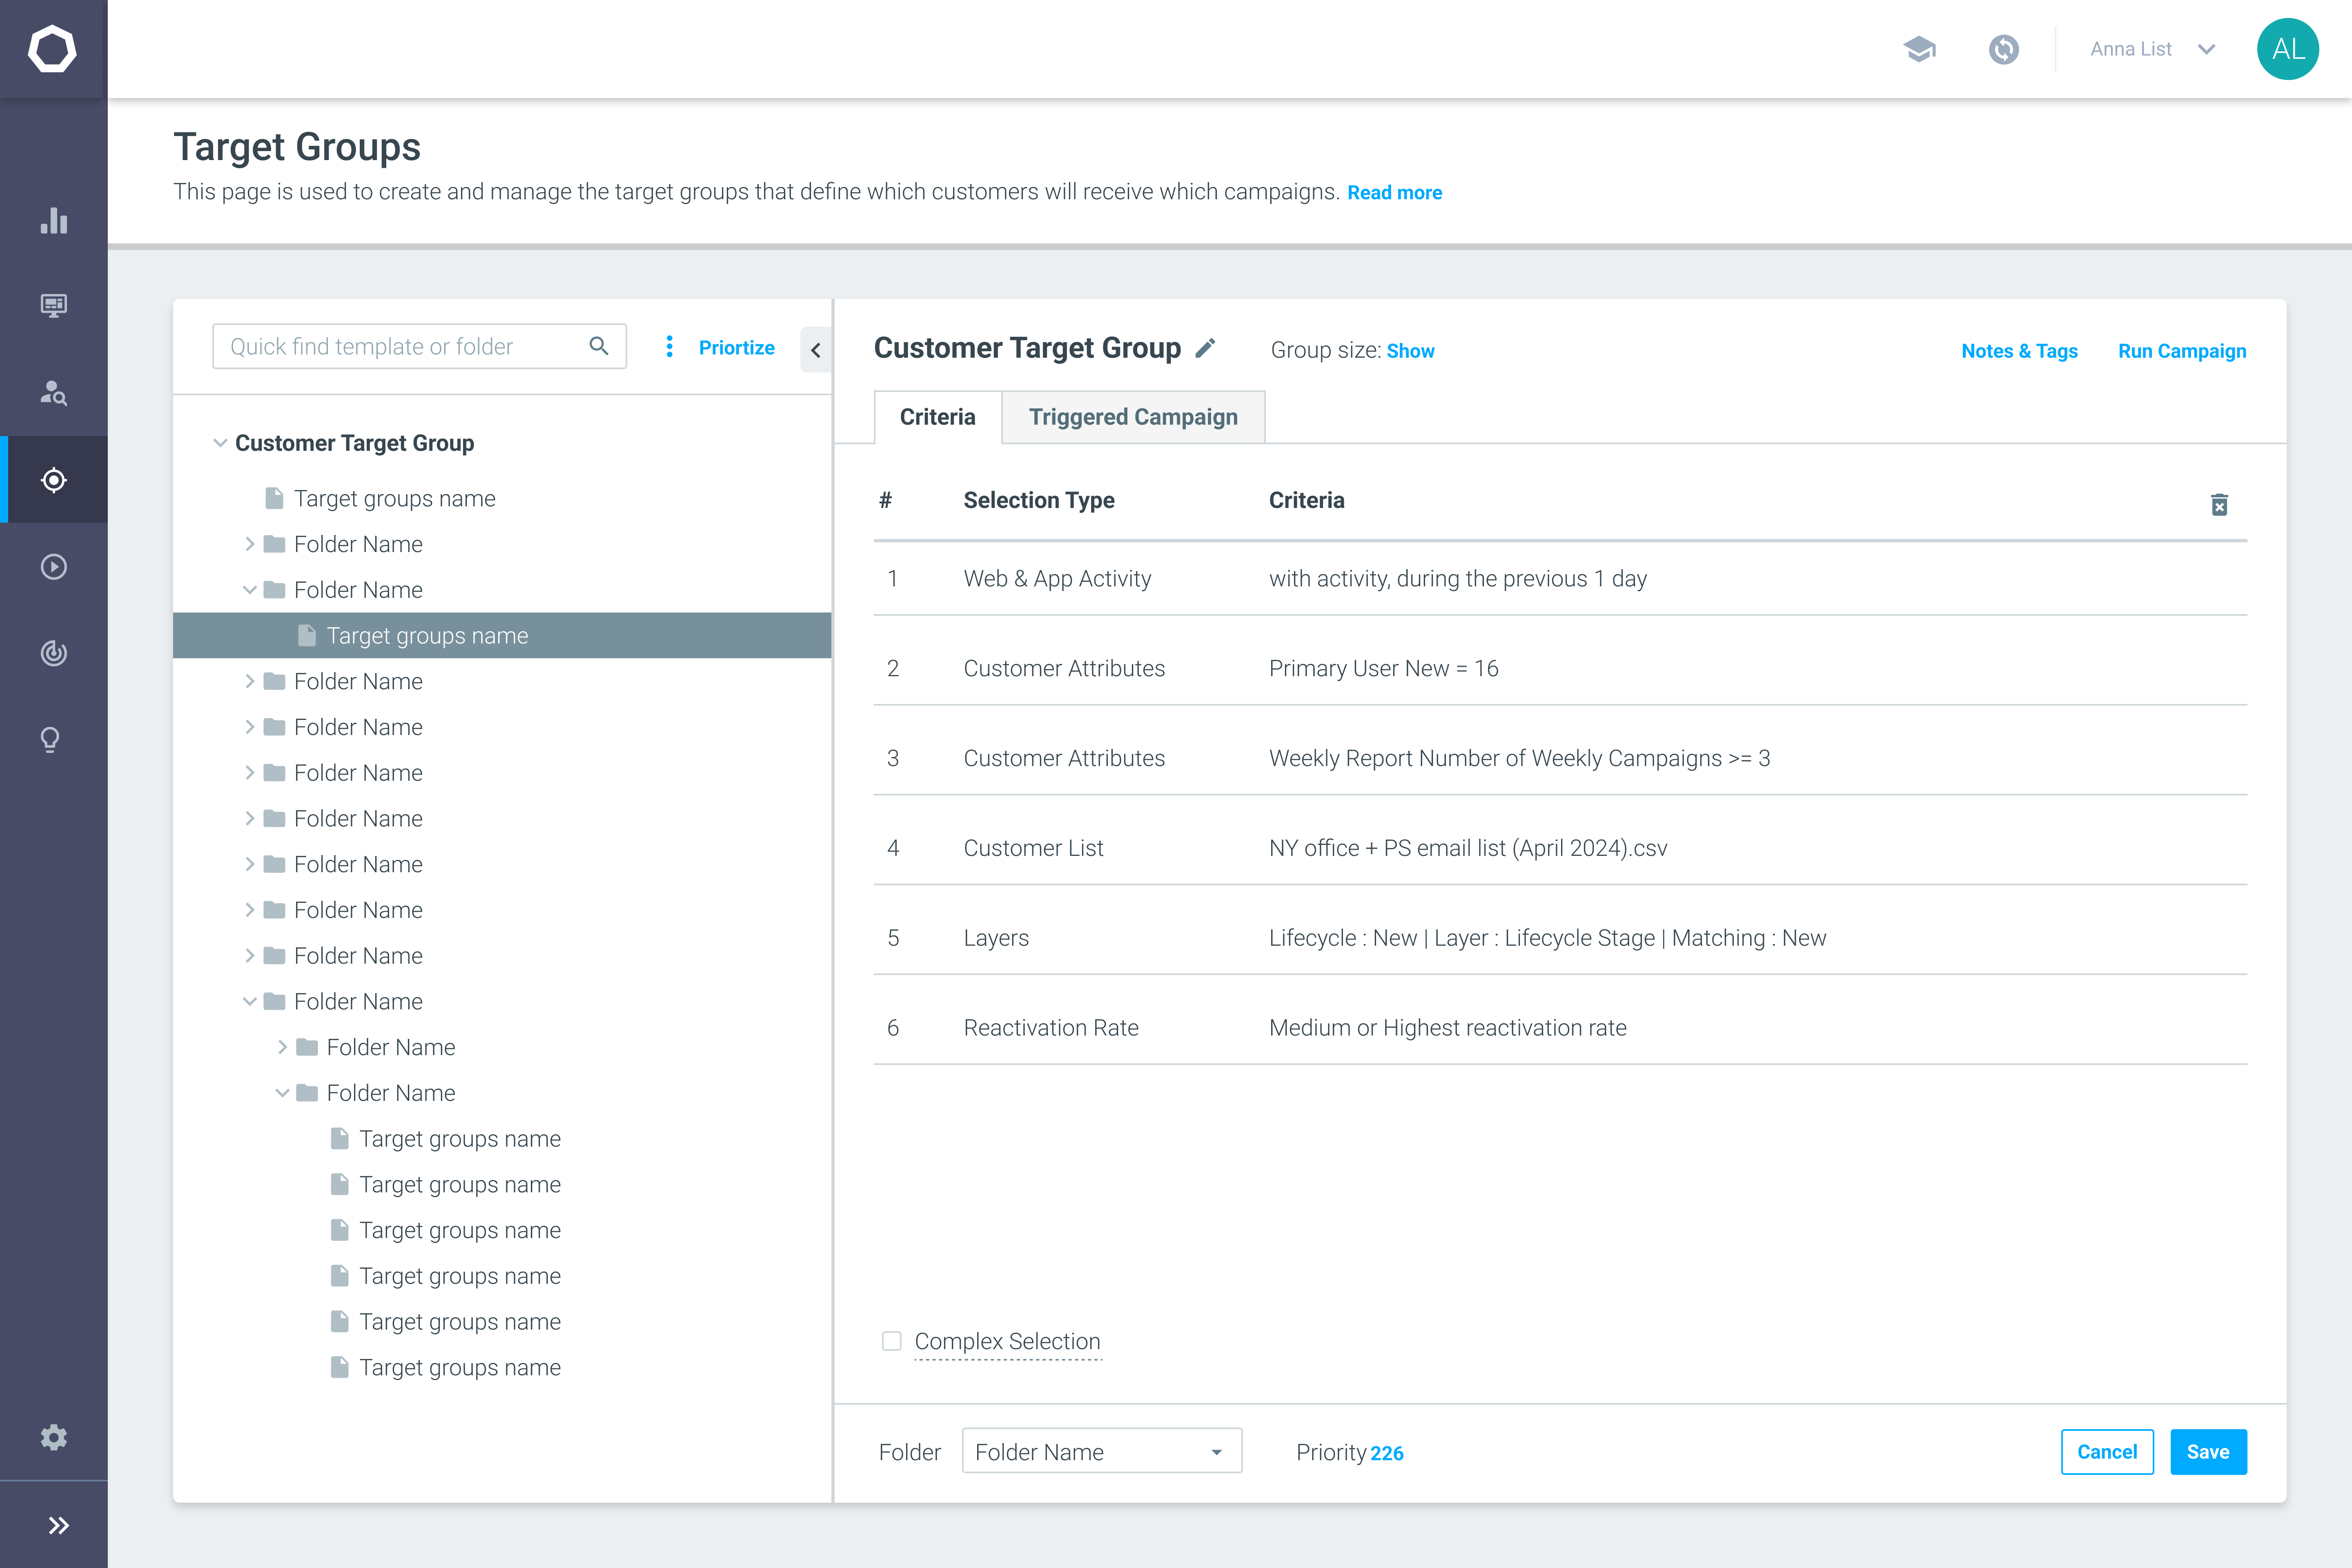 Anna List
AL
Target Groups
This page is used to create and manage the target groups that define which customers will receive which campaigns. Read more
Quick find template or folder
Priortize
Customer Target Group
Target groups name
Folder Name
Folder Name
Target groups name
Folder Name
Folder Name
Folder Name
Folder Name
Folder Name
Folder Name
Folder Name
Folder Name
Folder Name
Folder Name
Target groups name
Target groups name
Target groups name
Target groups name
Target groups name
Target groups name
Customer Target Group
Group size: Show
Notes & Tags
Run Campaign
Criteria
Triggered Campaign
# Selection Type Criteria
1 Web & App Activity with activity, during the previous 1 day
2 Customer Attributes Primary User New = 16
3 Customer Attributes Weekly Report Number of Weekly Campaigns >= 3
4 Customer List NY office + PS email list (April 2024).csv
5 Layers Lifecycle : New | Layer : Lifecycle Stage | Matching : New
6 Reactivation Rate Medium or Highest reactivation rate
Complex Selection
Folder
Folder Name
Priority 226
Cancel
Save